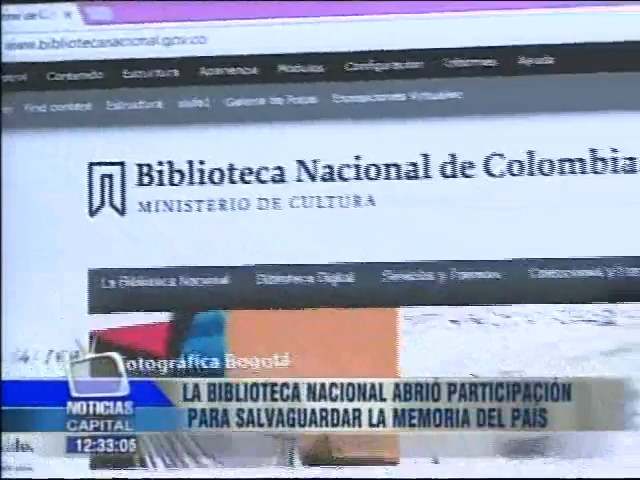 www.bibliotecanacional.gov.co
Contenido Estructura Apariencia Módulos Configuración Informes Ayuda
Find content Estructura Galería de Fotos Exposiciones Virtuales
Biblioteca Nacional de Colombia
MINISTERIO DE CULTURA
La Biblioteca Nacional Biblioteca Digital Servicios y Trámites
Fotográfica Bogotá
LA BIBLIOTECA NACIONAL ABRIÓ PARTICIPACIÓN
PARA SALVAGUARDAR LA MEMORIA DEL PAÍS
NOTICIAS
CAPITAL
12:33:05